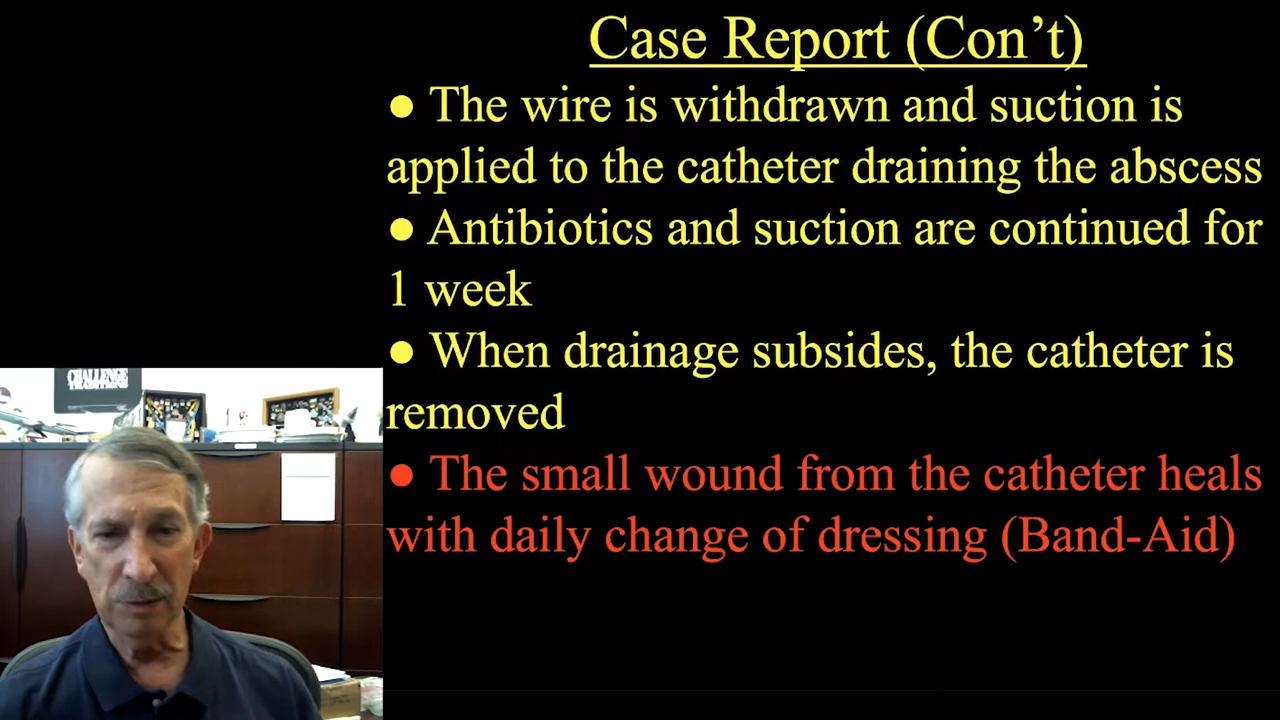 Case Report (Con’t)
● The wire is withdrawn and suction is
applied to the catheter draining the abscess
● Antibiotics and suction are continued for
1 week
● When drainage subsides, the catheter is
removed
● The small wound from the catheter heals
with daily change of dressing (Band-Aid)
CHALLENGE